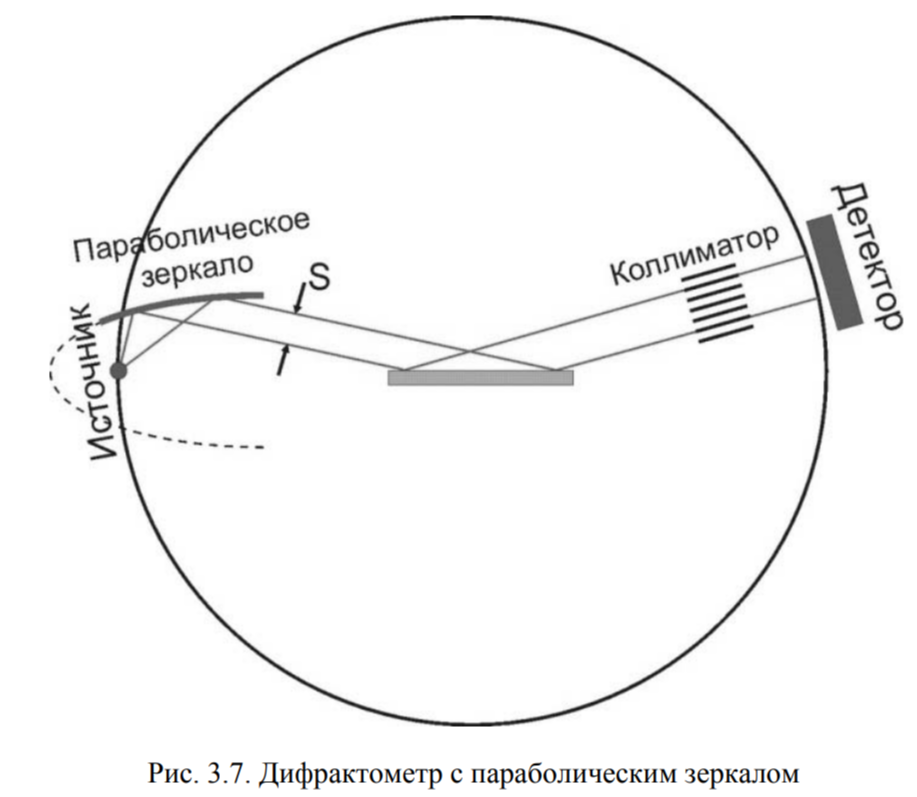 Параболическое
зеркало
S
Источник
Коллиматор
Детектор
Рис. 3.7. Дифрактометр с параболическим зеркалом